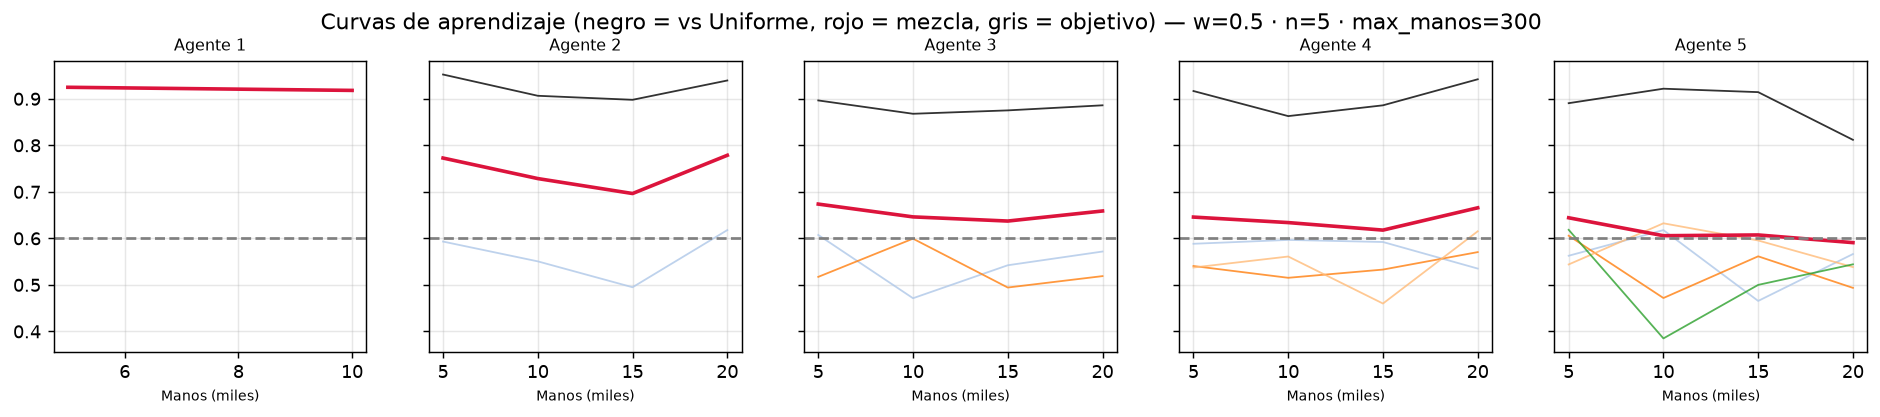 Curvas de aprendizaje (negro = vs Uniforme, rojo = mezcla, gris = objetivo) — w=0.5 · n=5 · max_manos=300
Agente 1
Agente 2
Agente 3
Agente 4
Agente 5
0.9
0.8
0.7
0.6
0.5
0.4
6 8 10
5 10 15 20
5 10 15 20
5 10 15 20
5 10 15 20
Manos (miles)
Manos (miles)
Manos (miles)
Manos (miles)
Manos (miles)